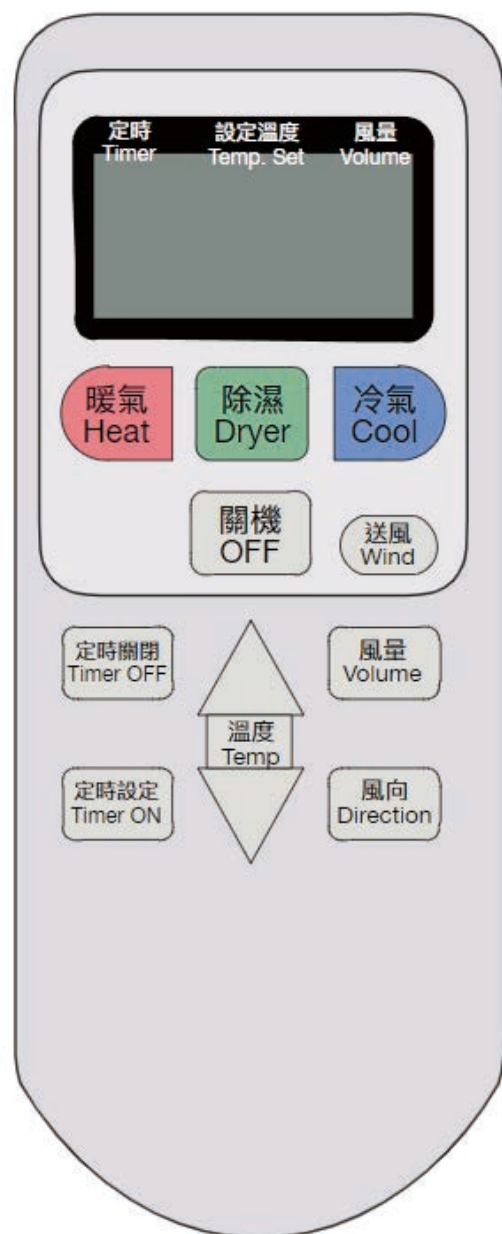 定時 設定溫度 風量
Timer Temp. Set Volume
暖氣 除濕 冷氣
Heat Dryer Cool
關機 送風
OFF Wind
定時關閉 風量
Timer OFF Volume
溫度
Temp
定時設定 風向
Timer ON Direction